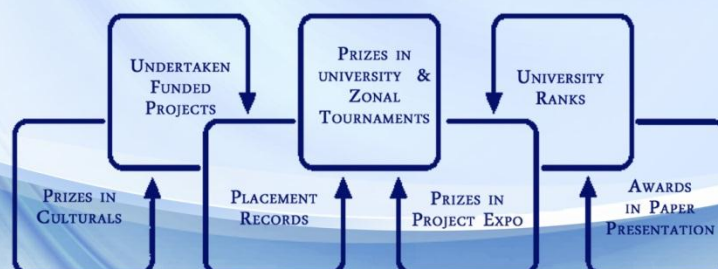 UNDERTAKEN
FUNDED
PROJECTS
PRIZES IN
UNIVERSITY &
ZONAL
TOURNAMENTS
UNIVERSITY
RANKS
PRIZES IN
CULTURALS
PLACEMENT
RECORDS
PRIZES IN
PROJECT EXPO
AWARDS
IN PAPER
PRESENTATION